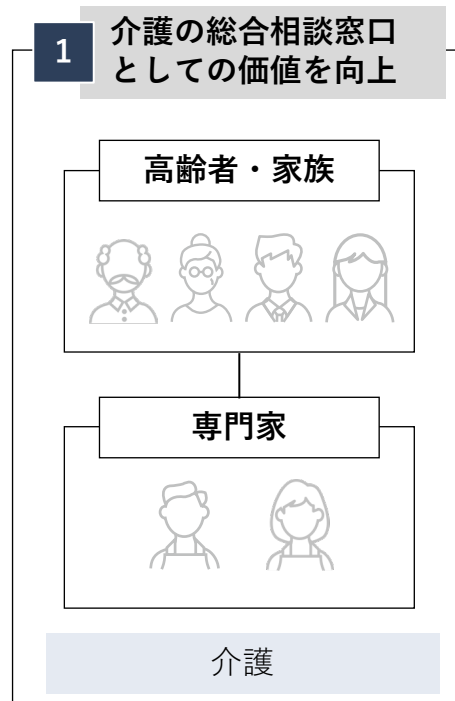 1
介護の総合相談窓口
としての価値を向上
高齢者・家族
専門家
介護